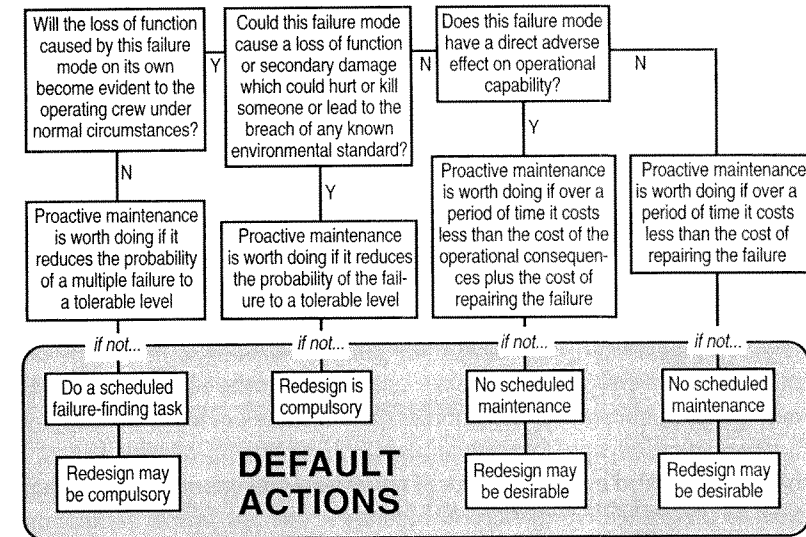 Will the loss of function
caused by this failure
mode on its own
become evident to the
operating crew under
normal circumstances?
Y
Could this failure mode
cause a loss of function
or secondary damage
which could hurt or kill
someone or lead to the
breach of any known
environmental standard?
N
Does this failure mode
have a direct adverse
effect on operational
capability?
N
N
Y
Y
Proactive maintenance
is worth doing if it
reduces the probability
of a multiple failure to
a tolerable level
Proactive maintenance
is worth doing if it reduces
the probability of the fail-
ure to a tolerable level
Proactive maintenance
is worth doing if over a
period of time it costs
less than the cost of the
operational consequen-
ces plus the cost of
repairing the failure
Proactive maintenance
is worth doing if over a
period of time it costs
less than the cost of
repairing the failure
if not...
if not...
if not...
if not...
Do a scheduled
failure-finding task
Redesign is
compulsory
No scheduled
maintenance
No scheduled
maintenance
Redesign may
be compulsory
DEFAULT
ACTIONS
Redesign may
be desirable
Redesign may
be desirable